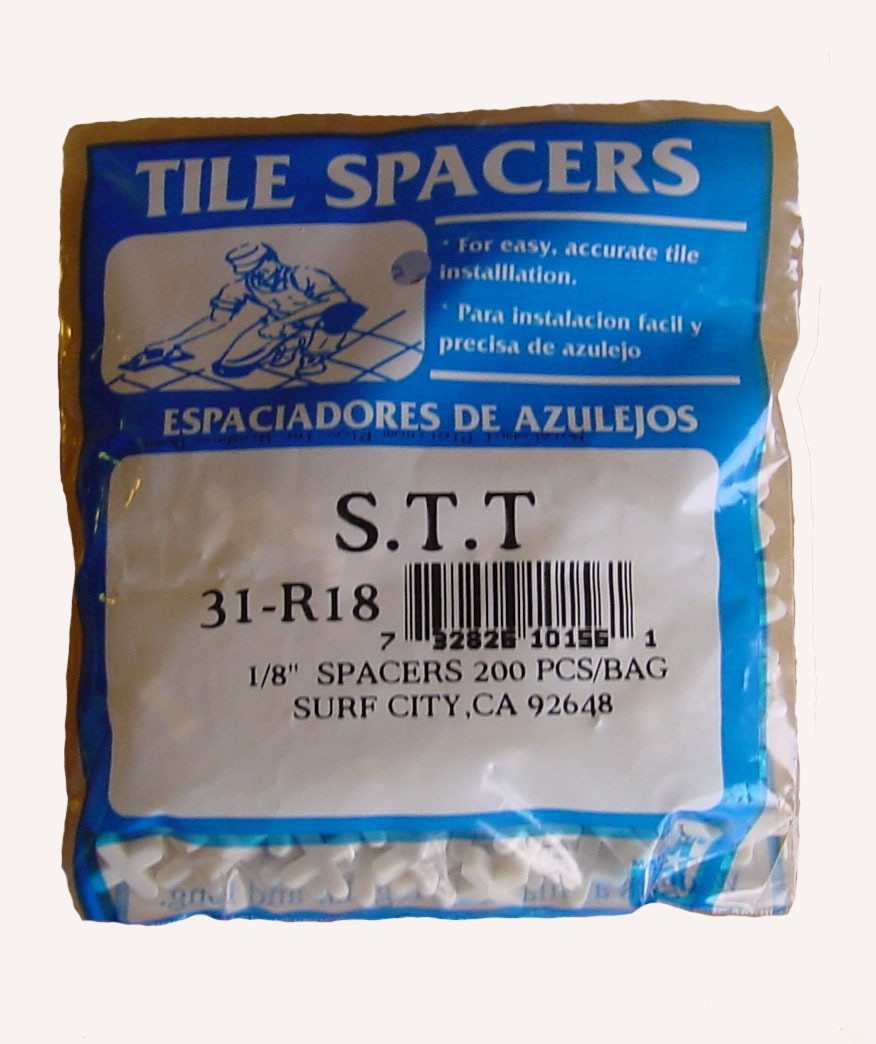 TILE SPACERS
· For easy, accurate tile
installlation.
· Para instalacion facil y
precisa de azulejo
ESPACIADORES DE AZULEJOS
S.T.T
31-R18
7 32826 10156 1
1/8" SPACERS 200 PCS/BAG
SURF CITY,CA 92648